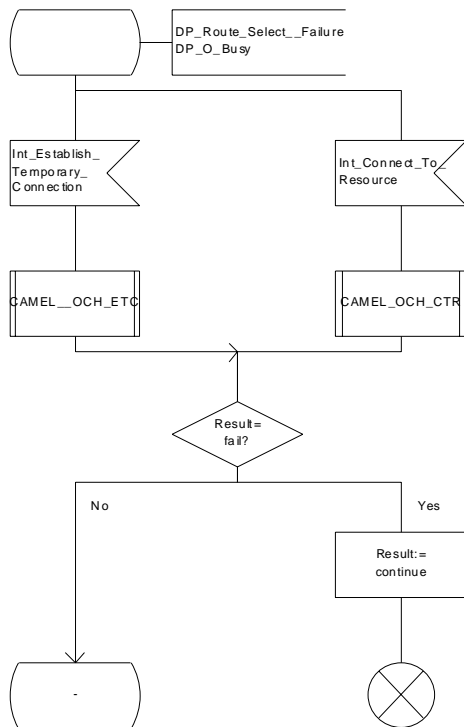 DP_Route_Select__Failure
DP_O_Busy
Int_Establish_
Temporary_
Connection
Int_Connect_To_
Resource
CAMEL__OCH_ETC
CAMEL_OCH_CTR
Result=
fail?
No
Yes
Result:=
continue
-